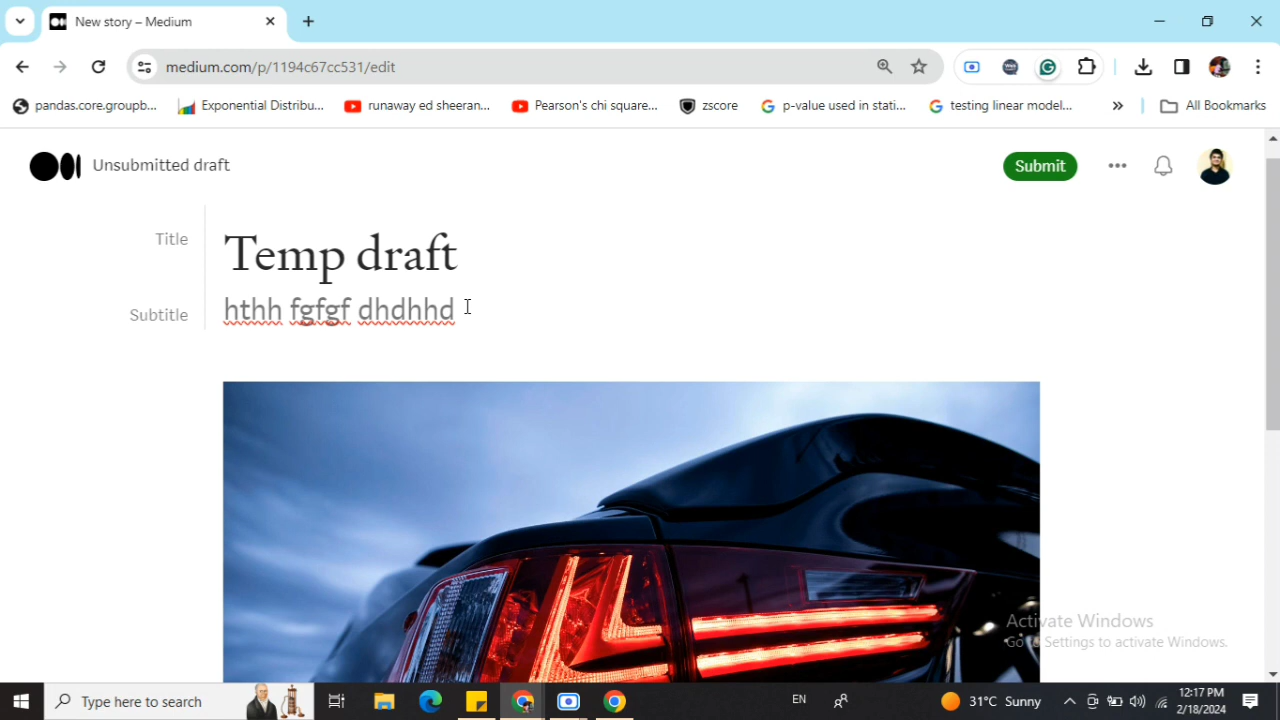 New story – Medium
medium.com/p/1194c67cc531/edit
pandas.core.groupb...
Exponential Distribu...
runaway ed sheeran...
Pearson's chi square...
zscore
p-value used in stati...
testing linear model...
»
All Bookmarks
Unsubmitted draft
Submit
Title
Temp draft
Subtitle
hthh fgfgf dhdhhd
Activate Windows
Go to Settings to activate Windows.
Type here to search
EN
31°C Sunny
12:17 PM
2/18/2024